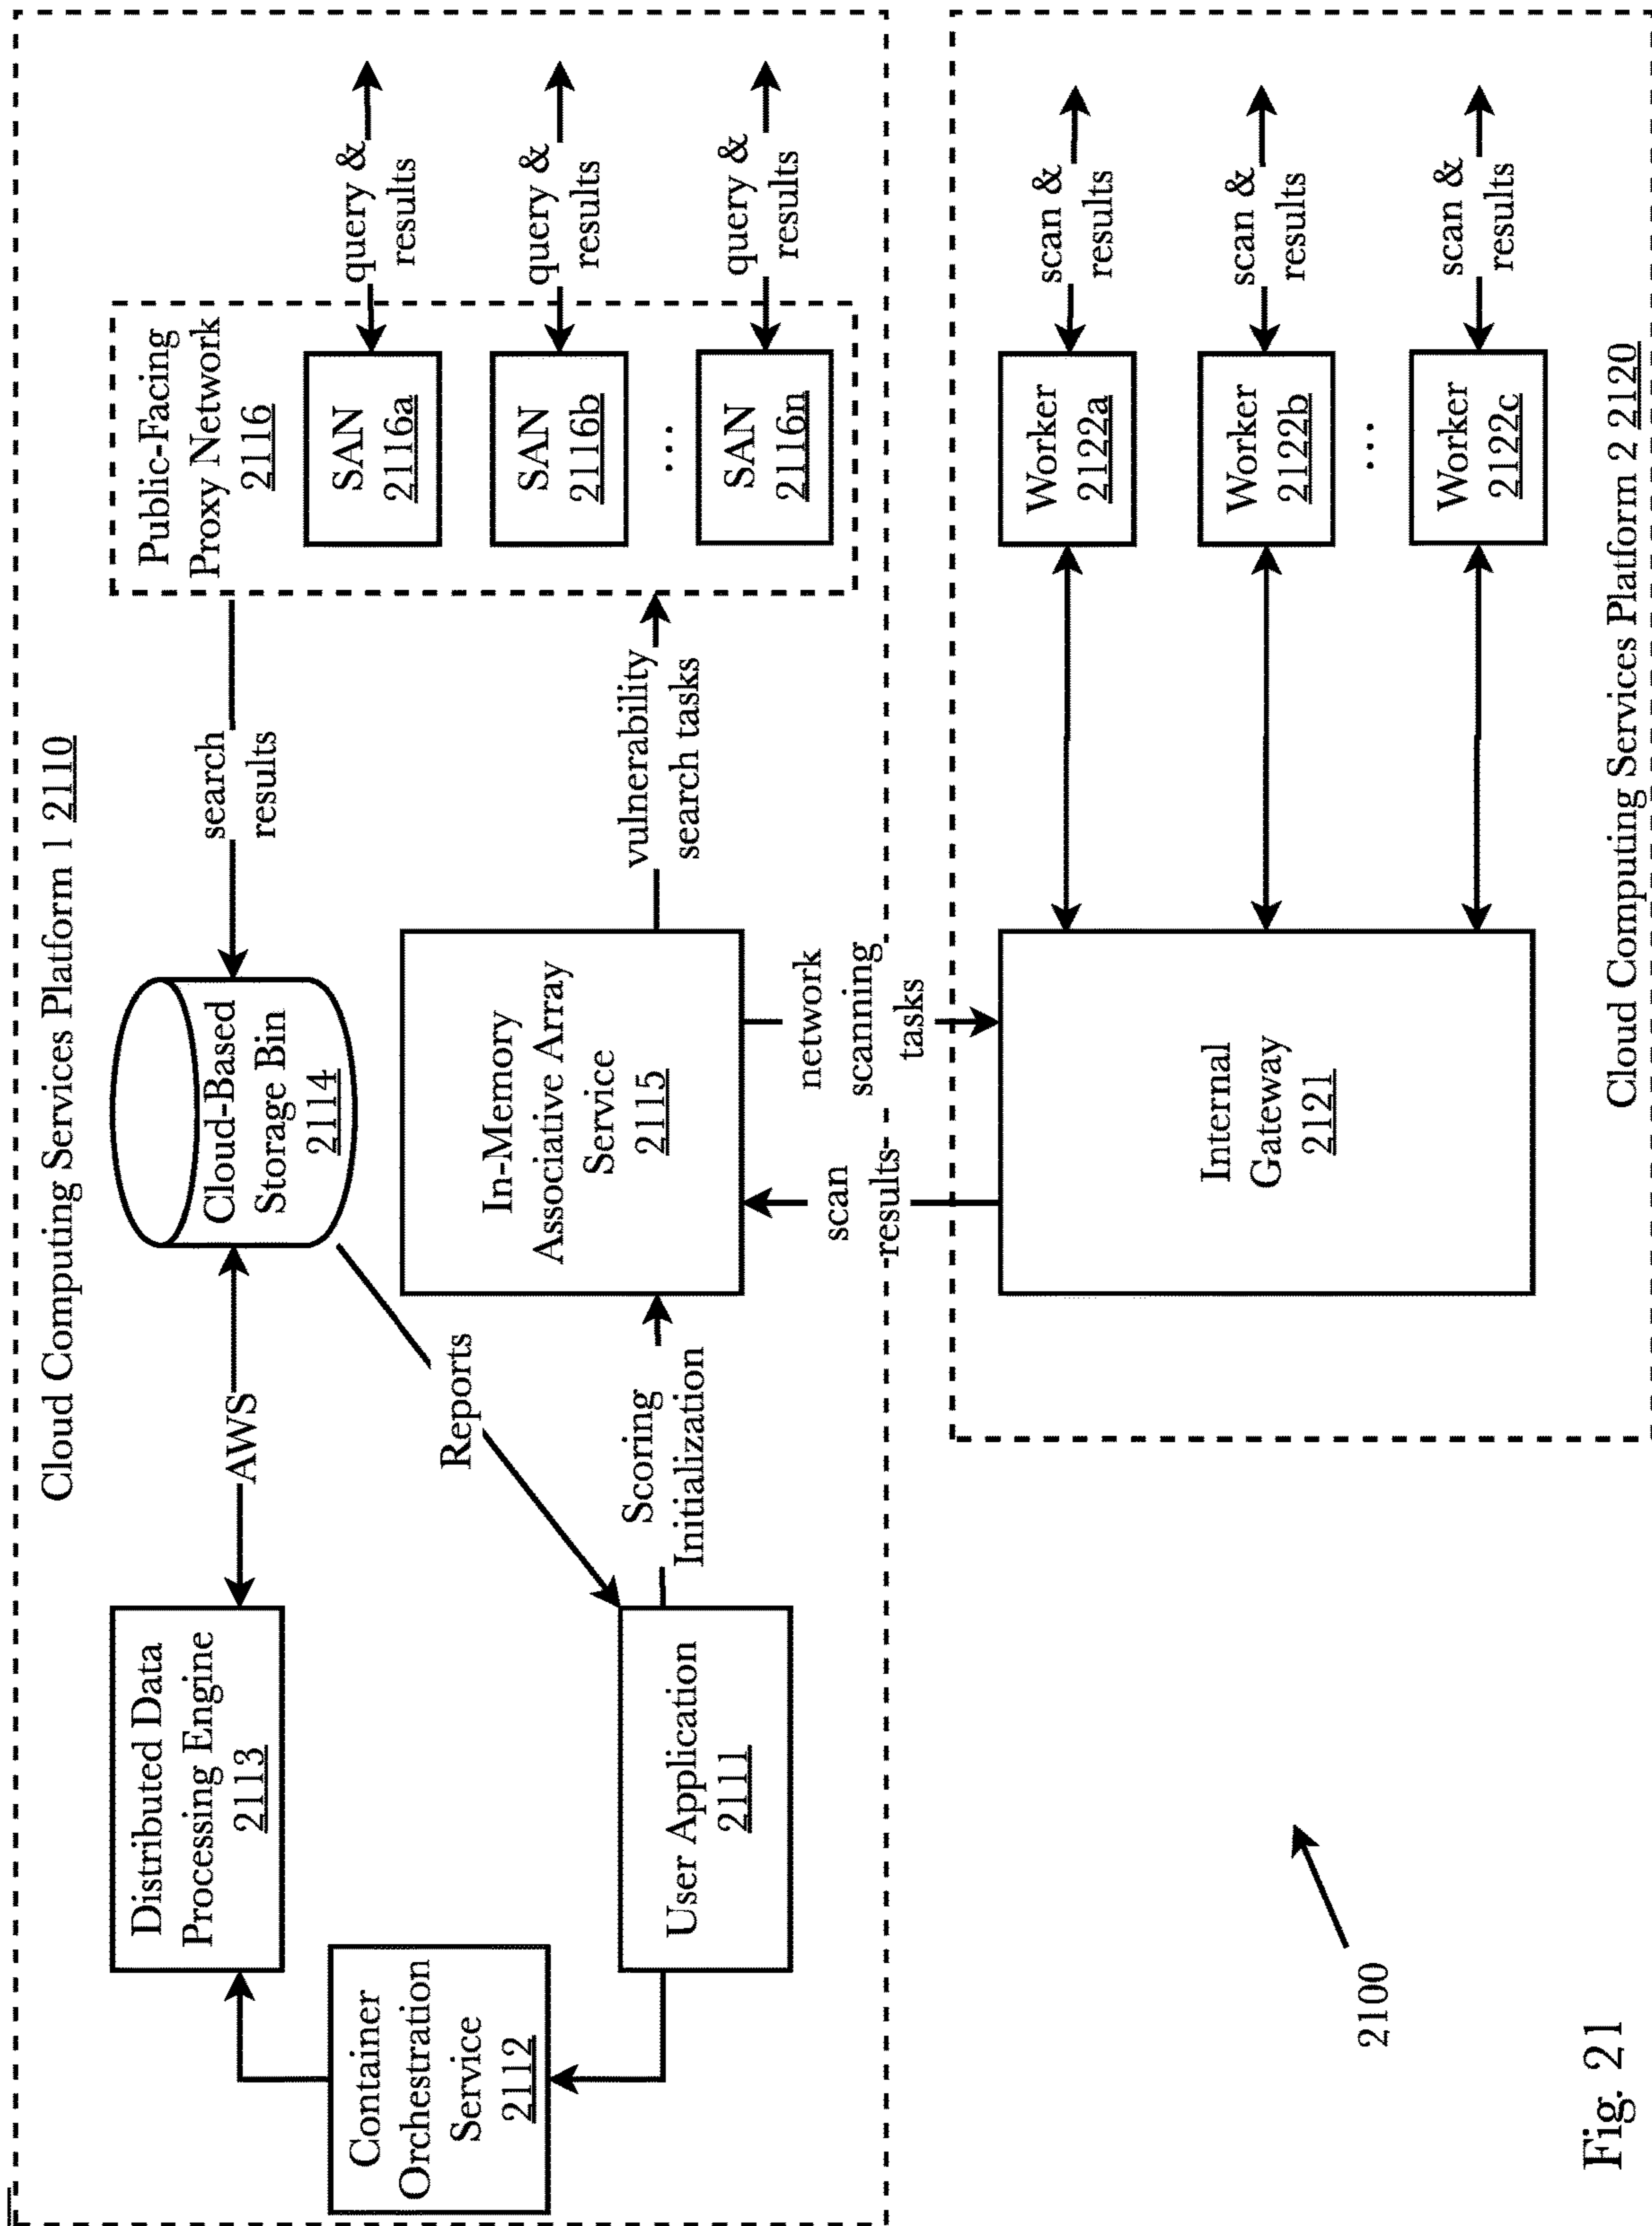 Cloud Computing Services Platform 1 2110
Distributed Data
Processing Engine
2113
AWS
Cloud-Based
Storage Bin
2114
search
results
Public-Facing
Proxy Network
2116
SAN
2116a
query &
results
SAN
2116b
query &
results
...
SAN
2116n
query &
results
Container
Orchestration
Service
2112
Reports
User Application
2111
Scoring
Initialization
In-Memory
Associative Array
Service
2115
vulnerability
search tasks
scan
results
network
scanning
tasks
Internal
Gateway
2121
Worker
2122a
scan &
results
Worker
2122b
scan &
results
...
Worker
2122c
scan &
results
Cloud Computing Services Platform 2 2120
2100
Fig. 21